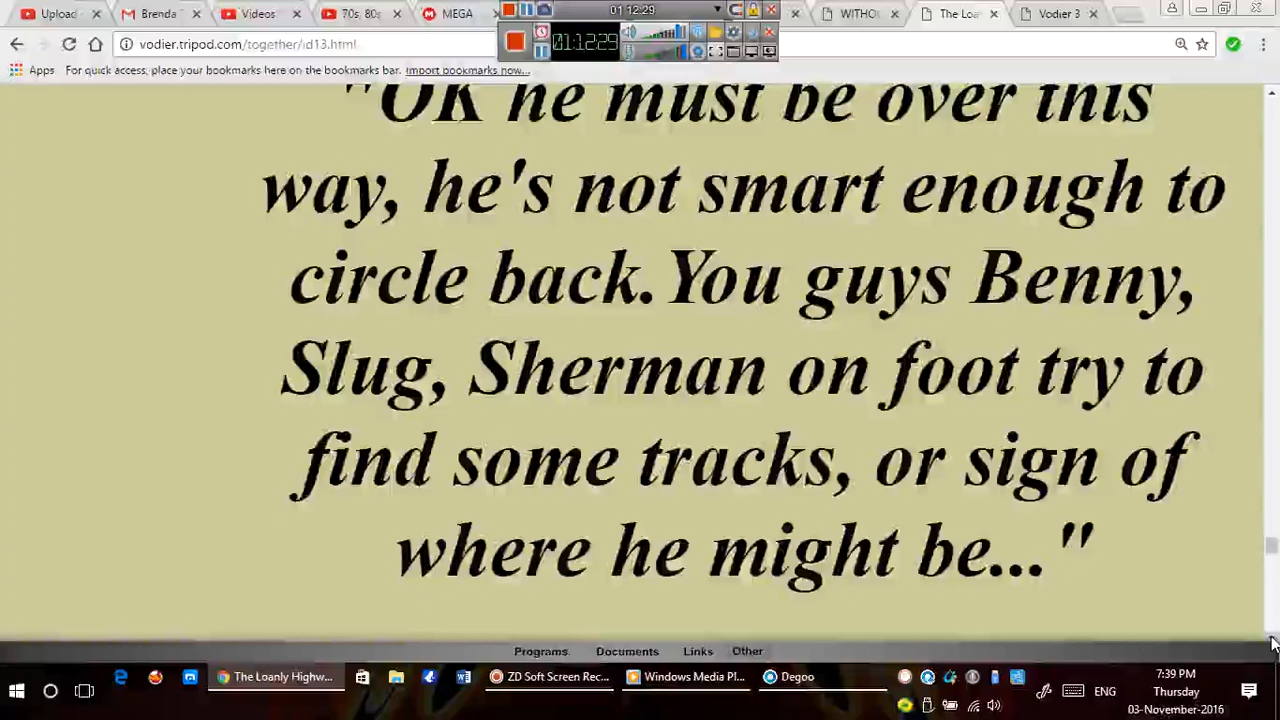 01:12:29
Upload
Gmail Brenda
Videos
70s 80s
MEGA
WITHO
The Lo
Vodier 3
vodier.tripod.com/together/id13.html
01:12:29
Apps For quick access, place your bookmarks here on the bookmarks bar. Import bookmarks now...
"OK he must be over this
way, he's not smart enough to
circle back.You guys Benny,
Slug, Sherman on foot try to
find some tracks, or sign of
where he might be..."
Programs Documents Links Other
The Loanly Highw...
ZD Soft Screen Rec...
Windows Media Pl...
Degoo
ENG
7:39 PM
Thursday
03-November-2016